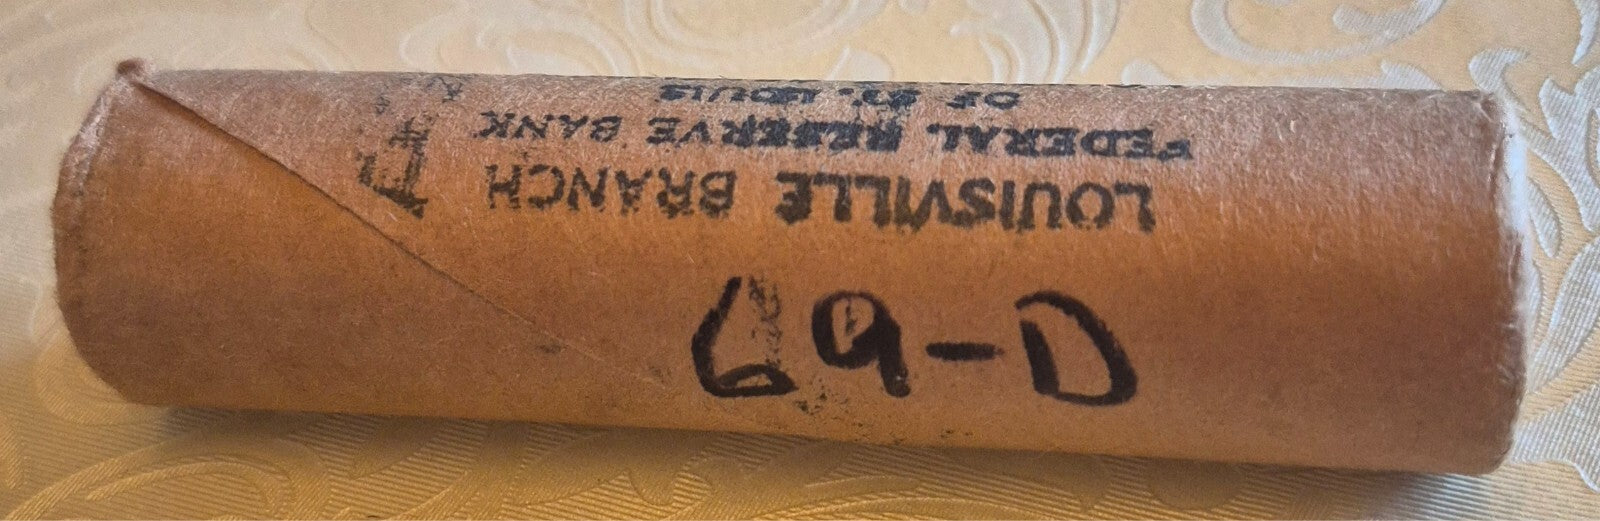 LOUISVILLE BRANCH
FEDERAL RESERVE BANK
OF ST. LOUIS
69-D